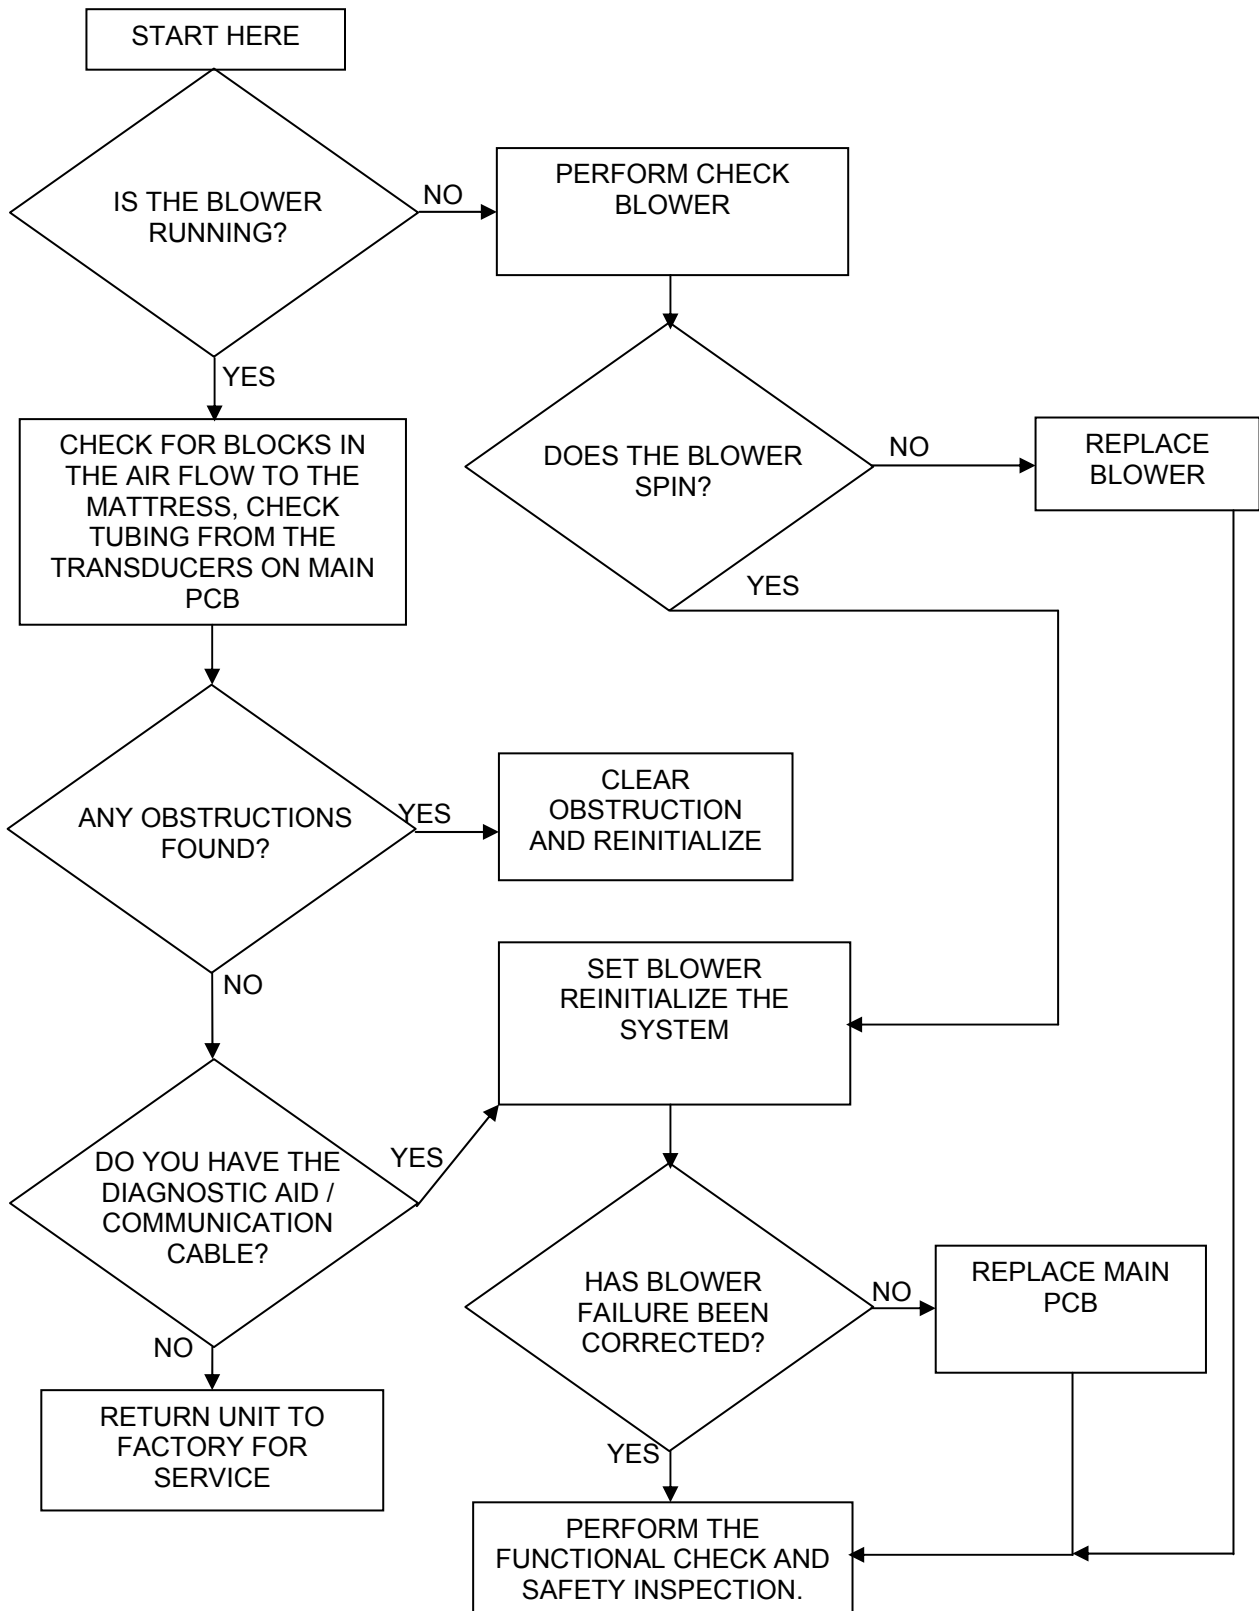 START HERE
IS THE BLOWER
RUNNING?
NO
PERFORM CHECK
BLOWER
YES
CHECK FOR BLOCKS IN
THE AIR FLOW TO THE
MATTRESS, CHECK
TUBING FROM THE
TRANSDUCERS ON MAIN
PCB
DOES THE BLOWER
SPIN?
NO
REPLACE
BLOWER
YES
ANY OBSTRUCTIONS
FOUND?
YES
CLEAR
OBSTRUCTION
AND REINITIALIZE
NO
SET BLOWER
REINITIALIZE THE
SYSTEM
DO YOU HAVE THE
DIAGNOSTIC AID /
COMMUNICATION
CABLE?
YES
NO
RETURN UNIT TO
FACTORY FOR
SERVICE
HAS BLOWER
FAILURE BEEN
CORRECTED?
NO
REPLACE MAIN
PCB
YES
PERFORM THE
FUNCTIONAL CHECK AND
SAFETY INSPECTION.